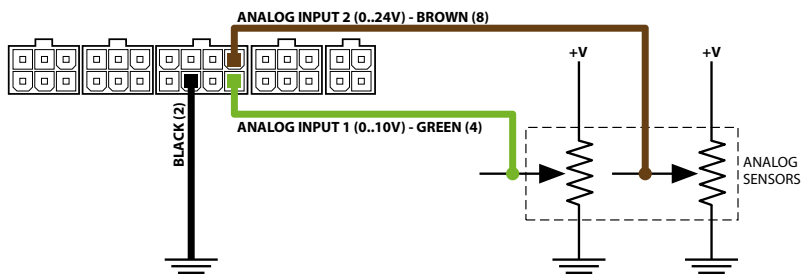 ANALOG INPUT 2 (0..24V) - BROWN (8)
+V
+V
BLACK (2)
ANALOG INPUT 1 (0..10V) - GREEN (4)
ANALOG
SENSORS